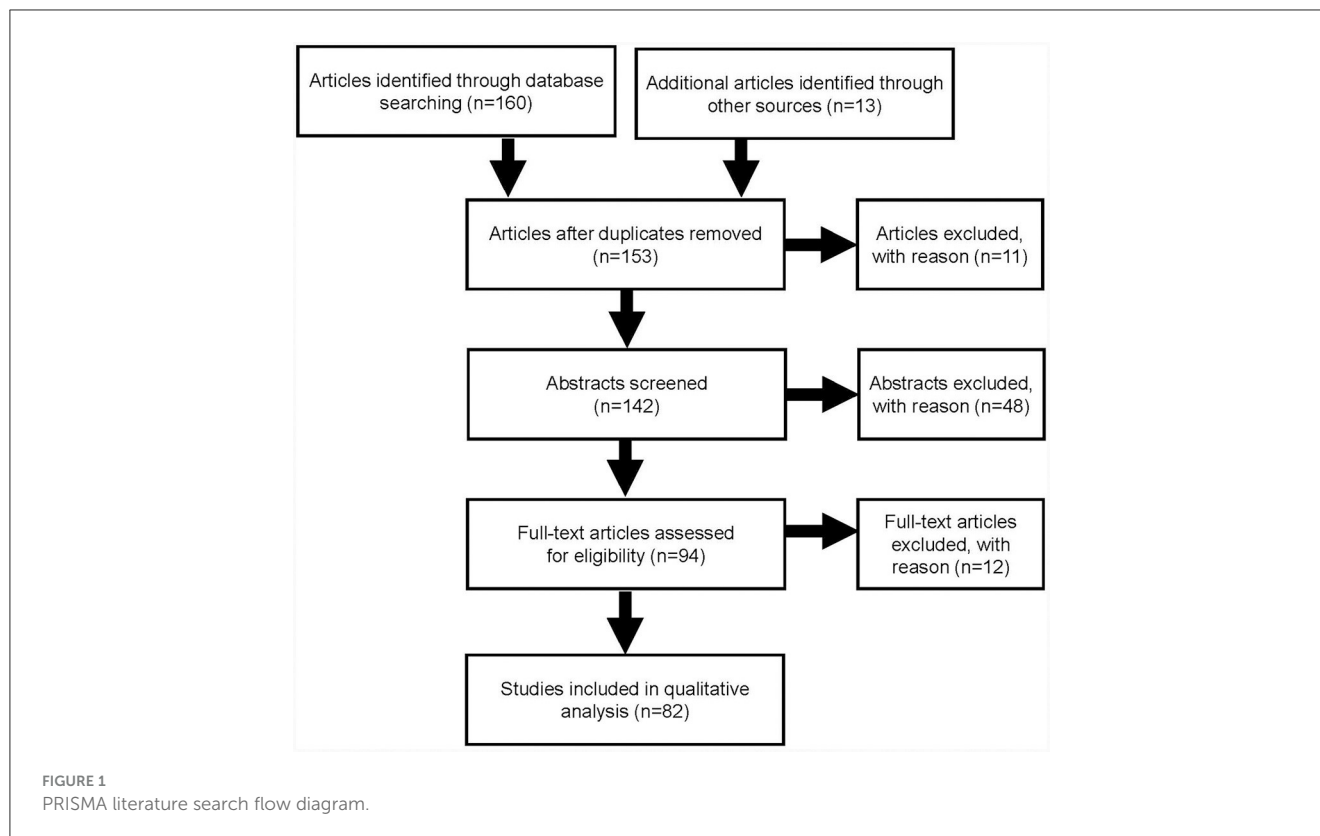 Articles identified through database
searching (n=160)
Additional articles identified through
other sources (n=13)
Articles after duplicates removed
(n=153)
Articles excluded,
with reason (n=11)
Abstracts screened
(n=142)
Abstracts excluded,
with reason (n=48)
Full-text articles assessed
for eligibility (n=94)
Full-text articles
excluded, with
reason (n=12)
Studies included in qualitative
analysis (n=82)
FIGURE 1
PRISMA literature search flow diagram.